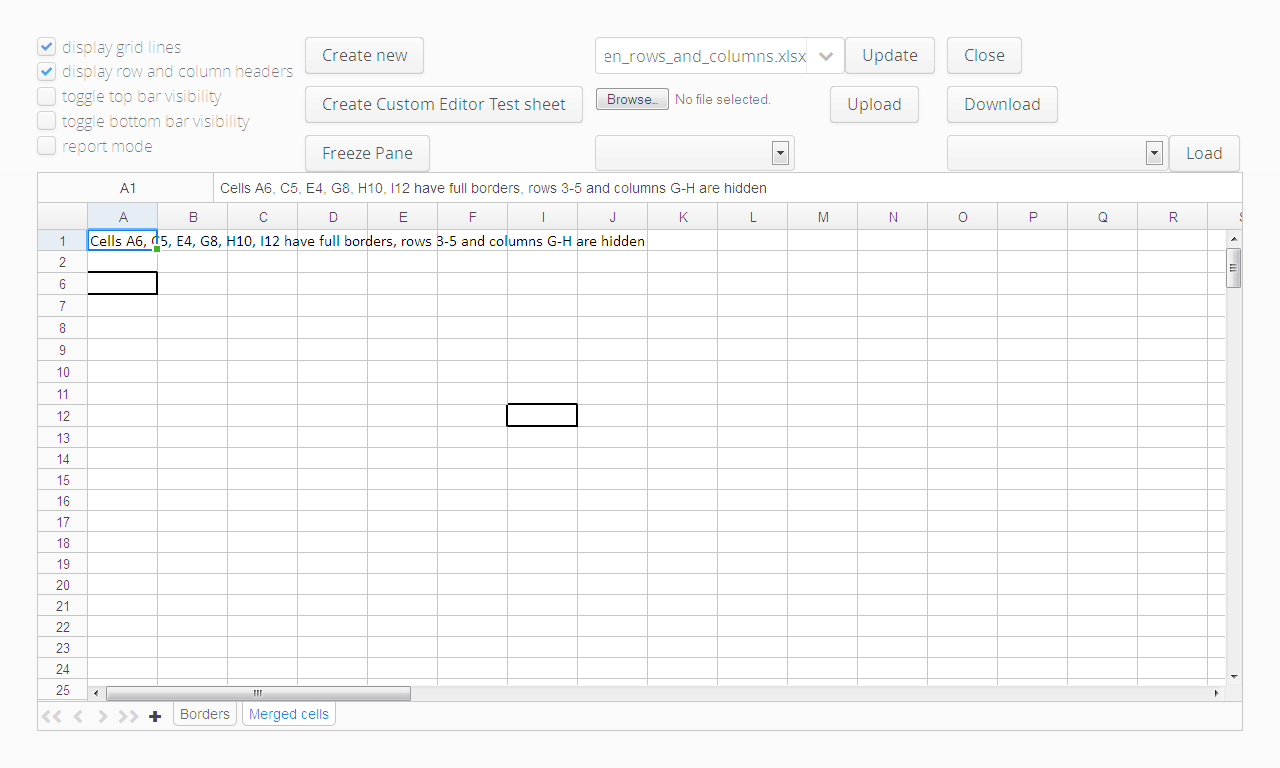 display grid lines
display row and column headers
toggle top bar visibility
toggle bottom bar visibility
report mode
Create new
en_rows_and_columns.xlsx
Update
Close
Create Custom Editor Test sheet
Browse..
No file selected.
Upload
Download
Freeze Pane
Load
A1
Cells A6, C5, E4, G8, H10, I12 have full borders, rows 3-5 and columns G-H are hidden
A B C D E F I J K L M N O P Q R
1 Cells A6, C5, E4, G8, H10, I12 have full borders, rows 3-5 and columns G-H are hidden
2
6
7
8
9
10
11
12
13
14
15
16
17
18
19
20
21
22
23
24
25
Borders
Merged cells